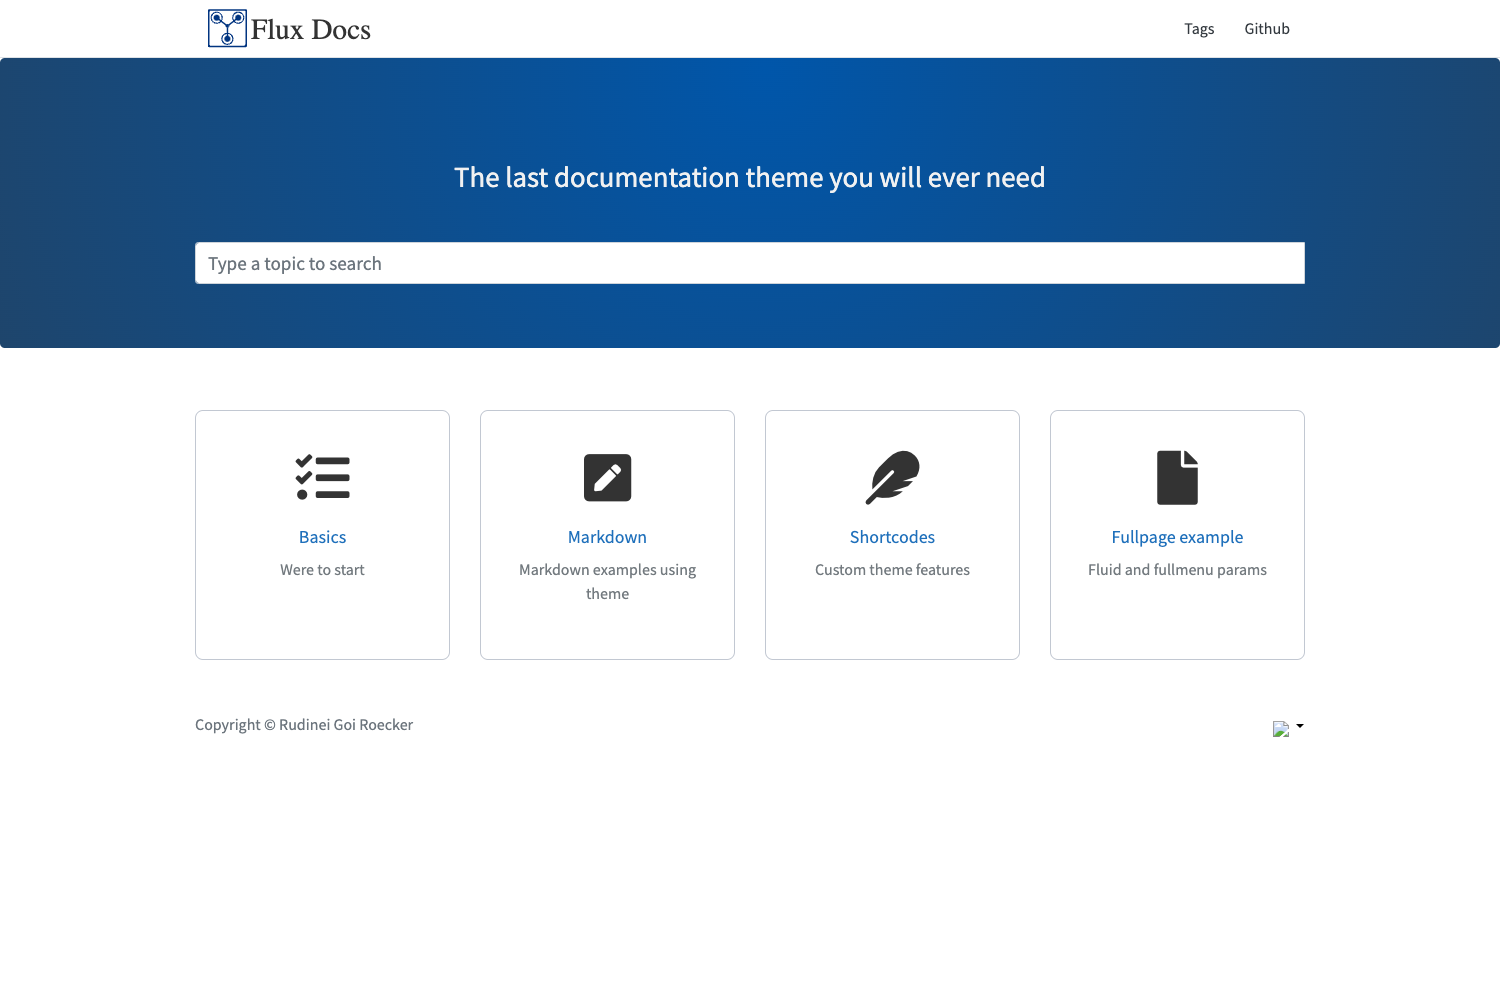 Flux Docs
Tags
Github
The last documentation theme you will ever need
Type a topic to search
Basics
Were to start
Markdown
Markdown examples using
theme
Shortcodes
Custom theme features
Fullpage example
Fluid and fullmenu params
Copyright © Rudinei Goi Roecker